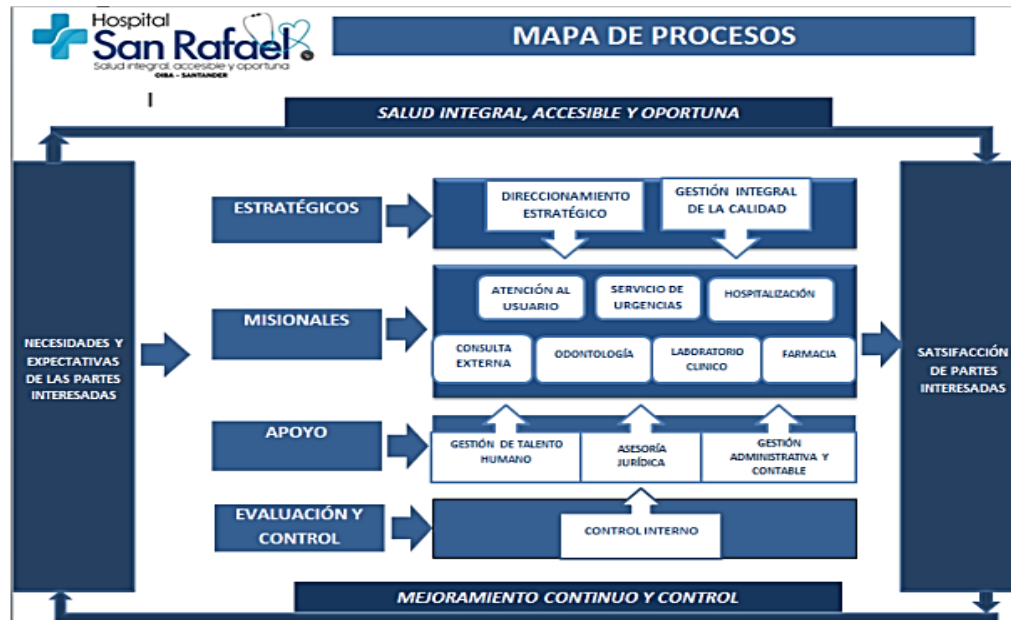 Hospital
San Rafael
Salud integral, accesible y oportuna
OIBA - SANTANDER
MAPA DE PROCESOS
SALUD INTEGRAL, ACCESIBLE Y OPORTUNA
NECESIDADES Y
EXPECTATIVAS
DE LAS PARTES
INTERESADAS
ESTRATÉGICOS
DIRECCIONAMIENTO
ESTRATÉGICO
GESTIÓN INTEGRAL
DE LA CALIDAD
MISIONALES
ATENCIÓN AL
USUARIO
SERVICIO DE
URGENCIAS
HOSPITALIZACIÓN
CONSULTA
EXTERNA
ODONTOLOGÍA
LABORATORIO
CLINICO
FARMACIA
APOYO
GESTIÓN DE TALENTO
HUMANO
ASESORÍA
JURÍDICA
GESTIÓN
ADMINISTRATIVA Y
CONTABLE
EVALUACIÓN Y
CONTROL
CONTROL INTERNO
SATSIFACCIÓN
DE PARTES
INTERESADAS
MEJORAMIENTO CONTINUO Y CONTROL